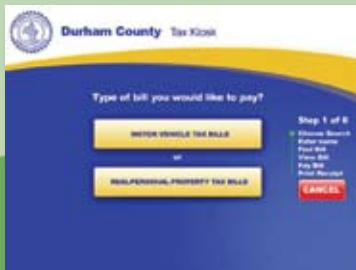 Durham County Tax Kiosk
Type of bill you would like to pay?
MOTOR VEHICLE TAX BILLS
or
REAL/PERSONAL PROPERTY TAX BILLS
Step 1 of 6
Choose Search
Enter name
Find Bill
View Bill
Pay Bill
Print Receipt
CANCEL